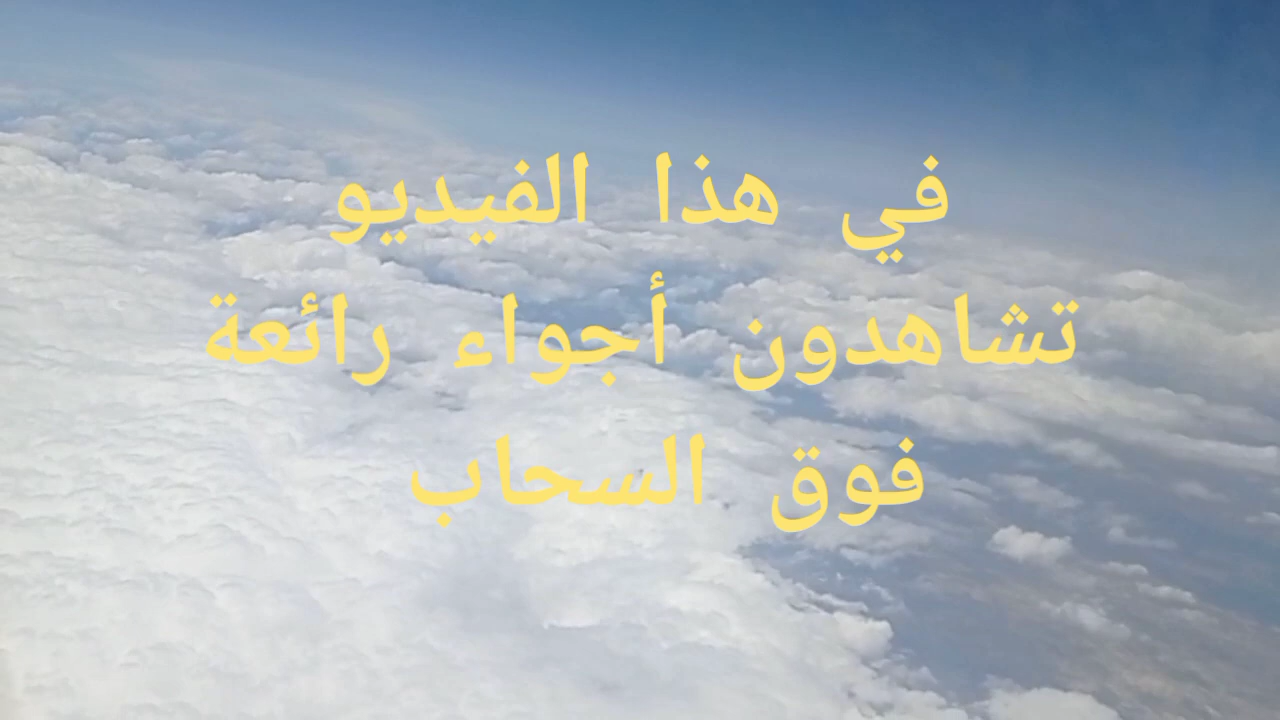 في هذا الفيديو
تشاهدون أجواء رائعة
فوق السحاب